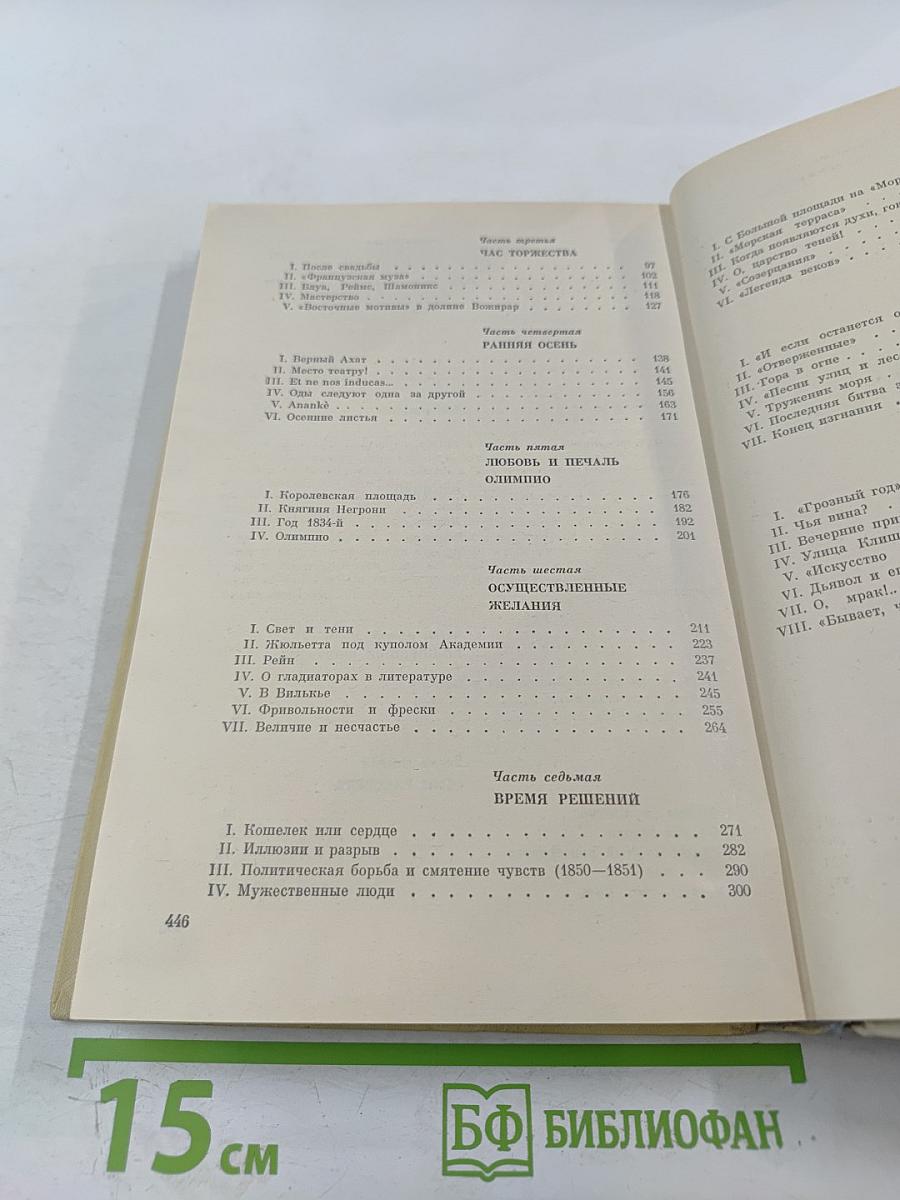 Часть третья
ЧАС ТОРЖЕСТВА
I. После свадьбы . . . 97
II. «Французская муза» . . . 102
III. Блуа, Реймс, Шамоникс . . . 111
IV. Мастерство . . . 118
V. «Восточные мотивы» в долине Вожирар . . . 127
Часть четвертая
РАННЯЯ ОСЕНЬ
I. Верный Ахат . . . 138
II. Место театру! . . . 141
III. Et ne nos inducas... . . . 145
IV. Оды следуют одна за другой . . . 156
V. Anankè . . . 163
VI. Осенние листья . . . 171
Часть пятая
ЛЮБОВЬ И ПЕЧАЛЬ
ОЛИМПИО
I. Королевская площадь . . . 176
II. Княгиня Негрони . . . 182
III. Год 1834-й . . . 192
IV. Олимпио . . . 201
Часть шестая
ОСУЩЕСТВЛЕННЫЕ
ЖЕЛАНИЯ
I. Свет и тени . . . 211
II. Жюльетта под куполом Академии . . . 223
III. Рейн . . . 237
IV. О гладиаторах в литературе . . . 241
V. В Вилькье . . . 245
VI. Фривольности и фрески . . . 255
VII. Величие и несчастье . . . 264
Часть седьмая
ВРЕМЯ РЕШЕНИЙ
I. Кошелек или сердце . . . 271
II. Иллюзии и разрыв . . . 282
III. Политическая борьба и смятение чувств (1850—1851) . . . 290
IV. Мужественные люди . . . 300
446
I. С Большой площади на «Мор
II. «Морская терраса» . .
III. Когда появляются духи, гов
IV. О, царство теней! . .
V. «Созерцания» . . .
VI. «Легенда веков» . . .
I. «И если останется о
II. «Отверженные» . .
III. Гора в огне . . .
IV. «Песни улиц и лес
V. Труженик моря . .
VI. Последняя битва з
VII. Конец изгнания .
I. «Грозный год»
II. Чья вина? .
III. Вечерние при
IV. Улица Клиш
V. «Искусство
VI. Дьявол и ег
VII. О, мрак!..
VIII. «Бывает, ч
15 см
БФ БИБЛИОФАН